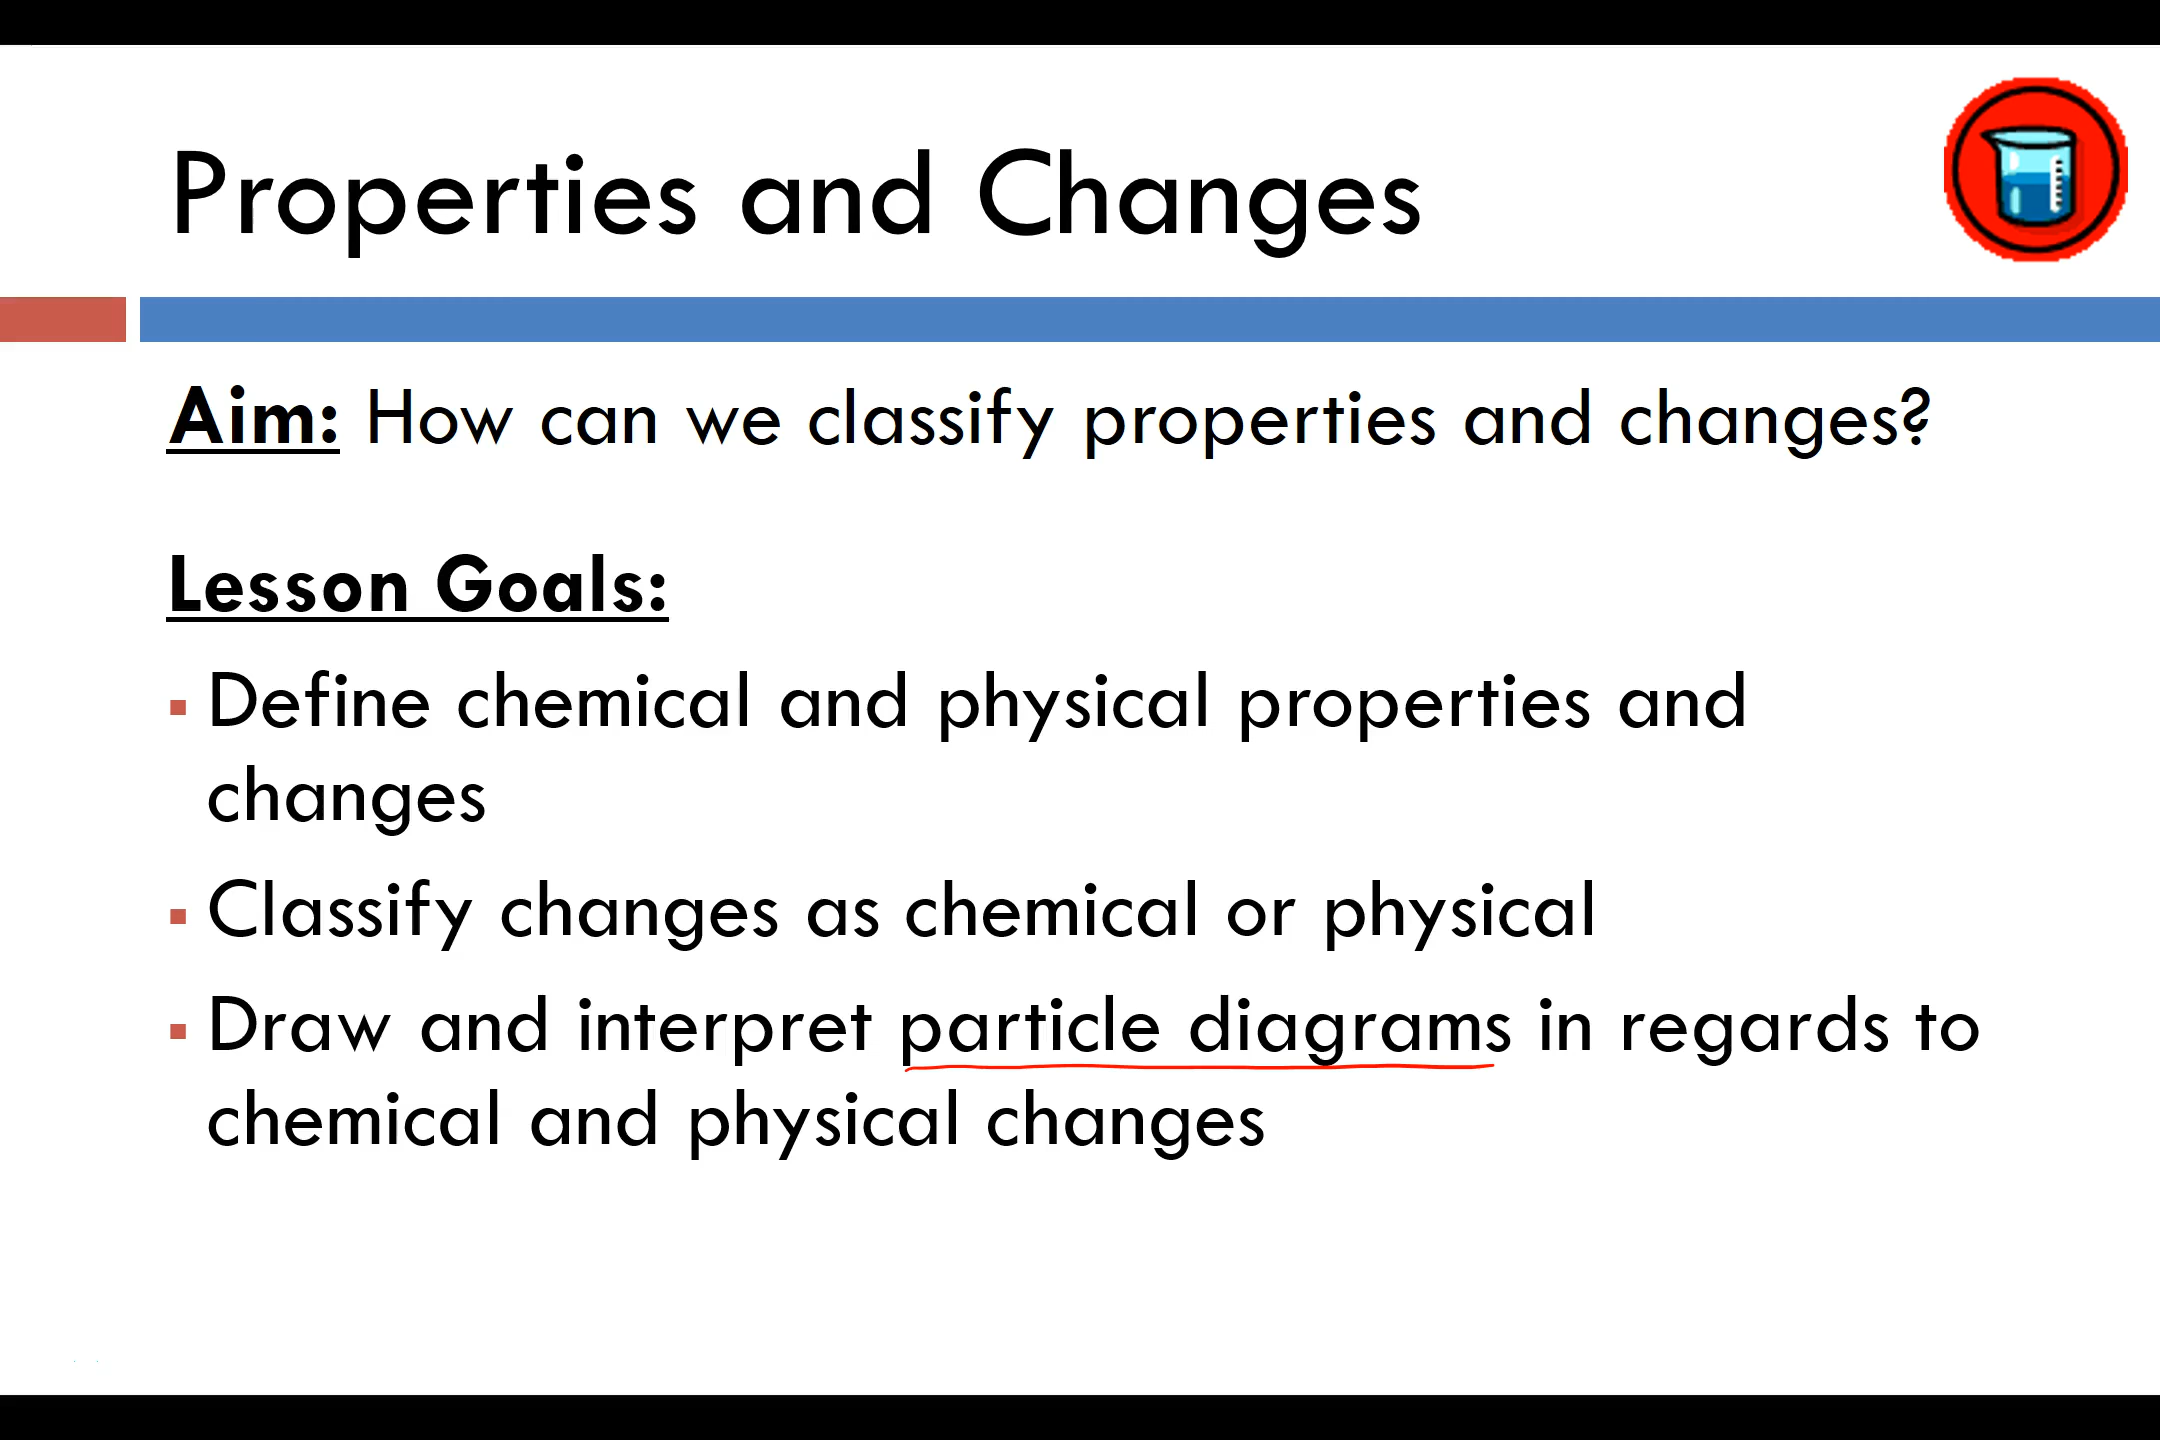 Properties and Changes
Aim: How can we classify properties and changes?
Lesson Goals:
▪ Define chemical and physical properties and
changes
▪ Classify changes as chemical or physical
▪ Draw and interpret particle diagrams in regards to
chemical and physical changes